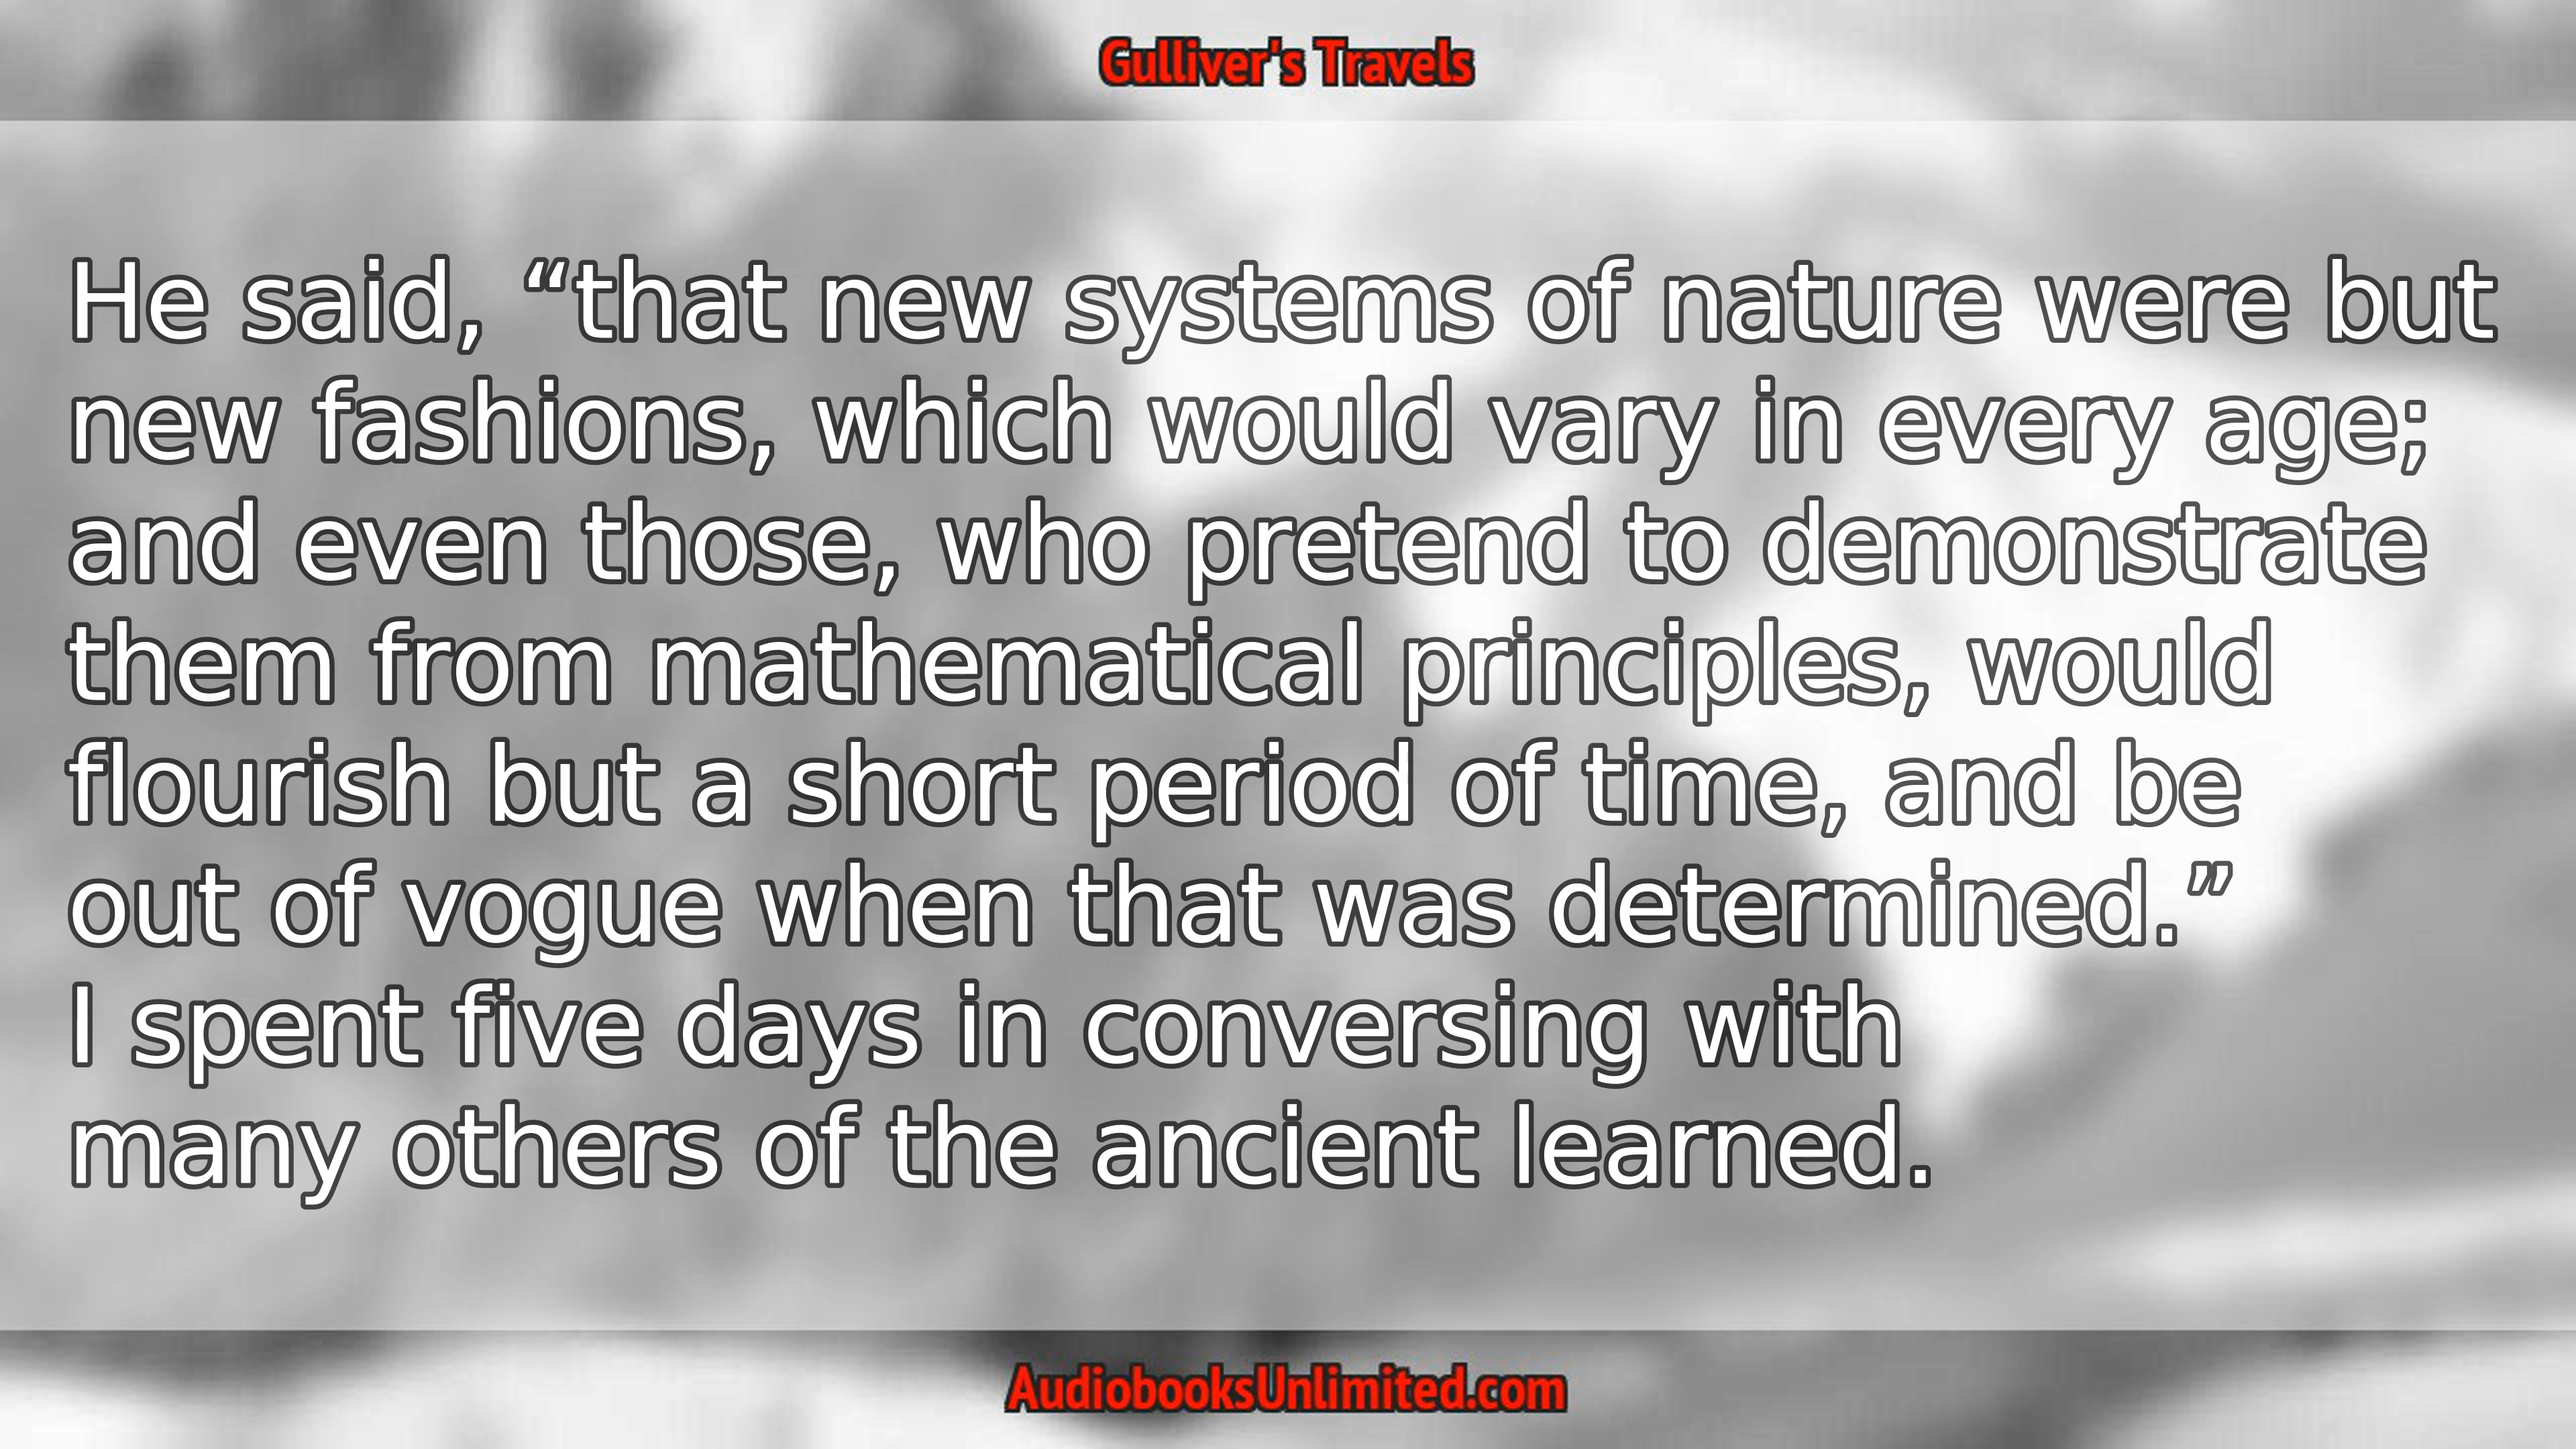 Gulliver's Travels
He said, “that new systems of nature were but
new fashions, which would vary in every age;
and even those, who pretend to demonstrate
them from mathematical principles, would
flourish but a short period of time, and be
out of vogue when that was determined.”
I spent five days in conversing with
many others of the ancient learned.
AudiobooksUnlimited.com